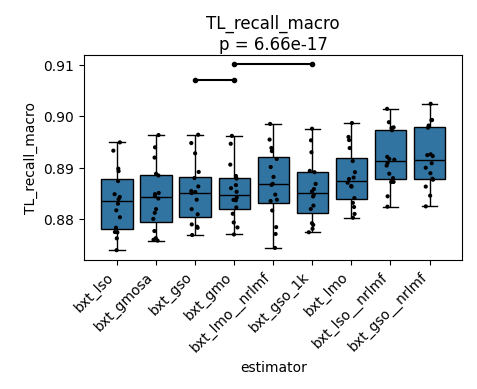 TL_recall_macro
p = 6.66e-17
0.91
0.90
0.89
0.88
TL_recall_macro
bxt_lso
bxt_gmosa
bxt_gso
bxt_gmo
bxt_lmo__nrlmf
bxt_gso_1k
bxt_lmo
bxt_lso__nrlmf
bxt_gso__nrlmf
estimator